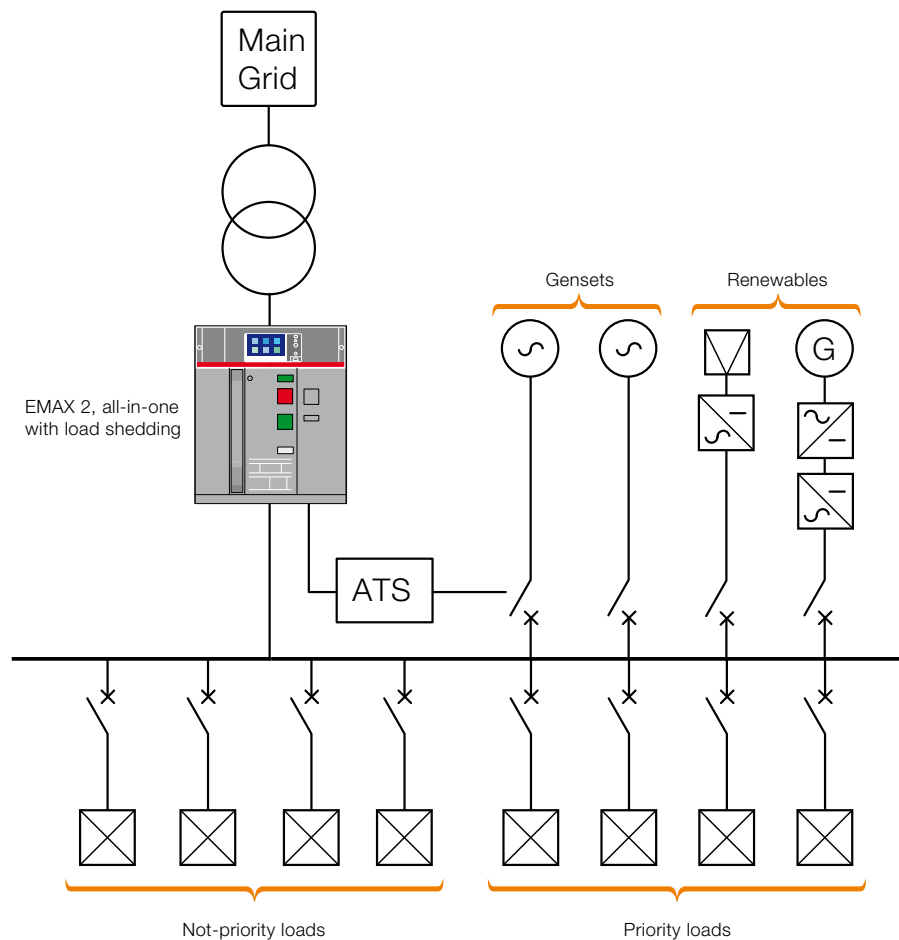 Main
Grid
Gensets
Renewables
G
EMAX 2, all-in-one
with load shedding
ATS
Not-priority loads
Priority loads